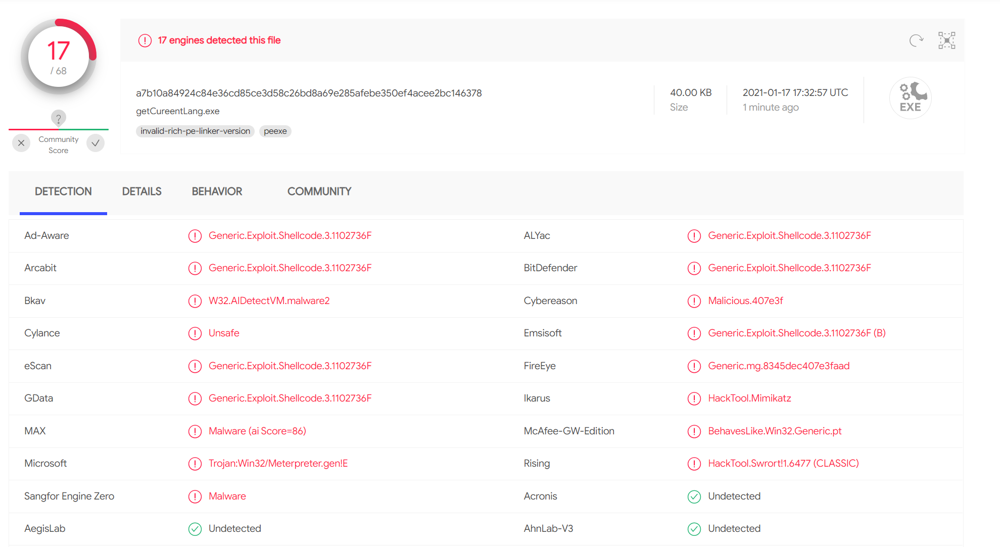 17
/ 68
?
Community
Score
17 engines detected this file
a7b10a84924c84e36cd85ce3d58c26bd8a69e285afebe350ef4acee2bc146378
getCureentLang.exe
invalid-rich-pe-linker-version peexe
40.00 KB
Size
2021-01-17 17:32:57 UTC
1 minute ago
EXE
DETECTION DETAILS BEHAVIOR COMMUNITY
Ad-Aware Generic.Exploit.Shellcode.3.1102736F ALYac Generic.Exploit.Shellcode.3.1102736F
Arcabit Generic.Exploit.Shellcode.3.1102736F BitDefender Generic.Exploit.Shellcode.3.1102736F
Bkav W32.AIDetectVM.malware2 Cybereason Malicious.407e3f
Cylance Unsafe Emsisoft Generic.Exploit.Shellcode.3.1102736F (B)
eScan Generic.Exploit.Shellcode.3.1102736F FireEye Generic.mg.8345dec407e3faad
GData Generic.Exploit.Shellcode.3.1102736F Ikarus HackTool.Mimikatz
MAX Malware (ai Score=86) McAfee-GW-Edition BehavesLike.Win32.Generic.pt
Microsoft Trojan:Win32/Meterpreter.gen!E Rising HackTool.Swrort!1.6477 (CLASSIC)
Sangfor Engine Zero Malware Acronis Undetected
AegisLab Undetected AhnLab-V3 Undetected